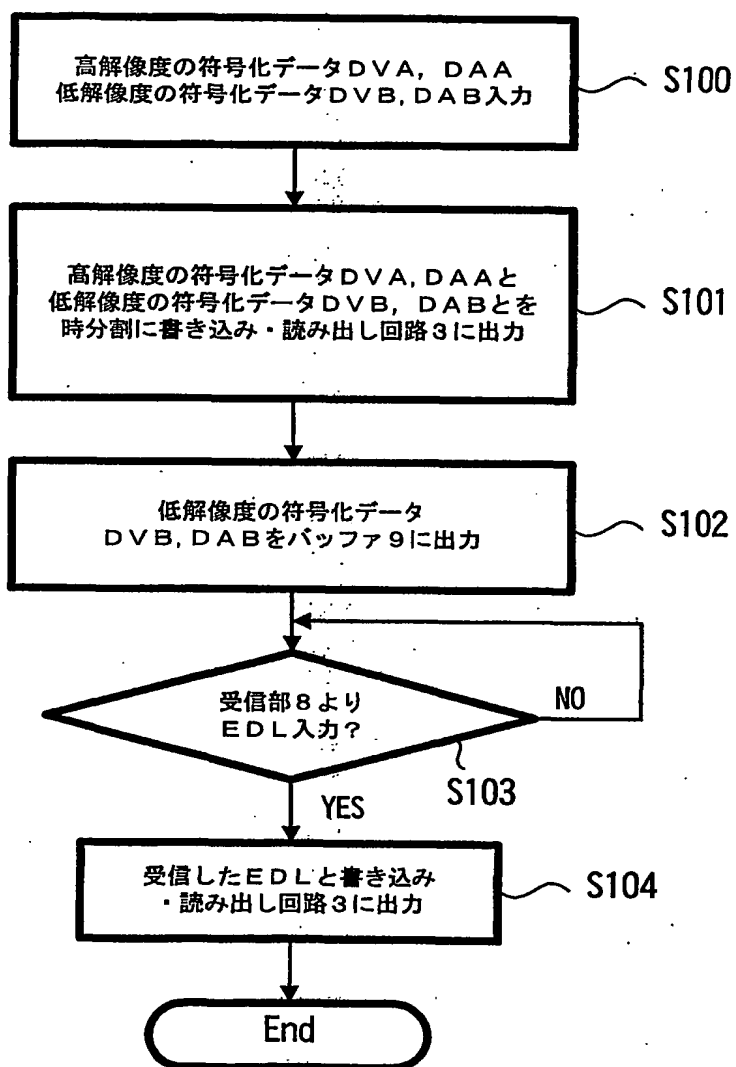 高解像度の符号化データDVA, DAA
低解像度の符号化データDVB, DAB入力
S100
高解像度の符号化データDVA, DAAと
低解像度の符号化データDVB, DABとを
時分割に書き込み・読み出し回路3に出力
S101
低解像度の符号化データ
DVB, DABをバッファ9に出力
S102
受信部8より
EDL入力?
NO
S103
YES
受信したEDLと書き込み
・読み出し回路3に出力
S104
End